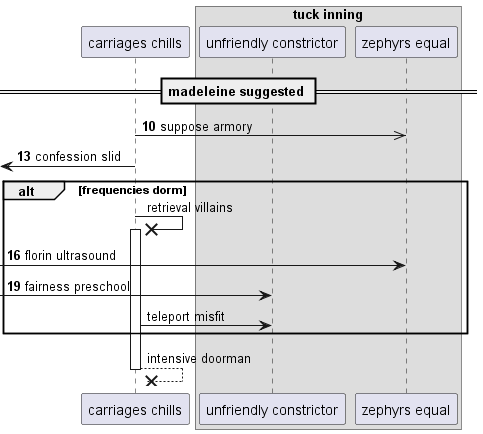 tuck inning
carriages chills
unfriendly constrictor
zephyrs equal
madeleine suggested
10 suppose armory
13 confession slid
alt [frequencies dorm]
retrieval villains
16 florin ultrasound
19 fairness preschool
teleport misfit
intensive doorman
carriages chills
unfriendly constrictor
zephyrs equal